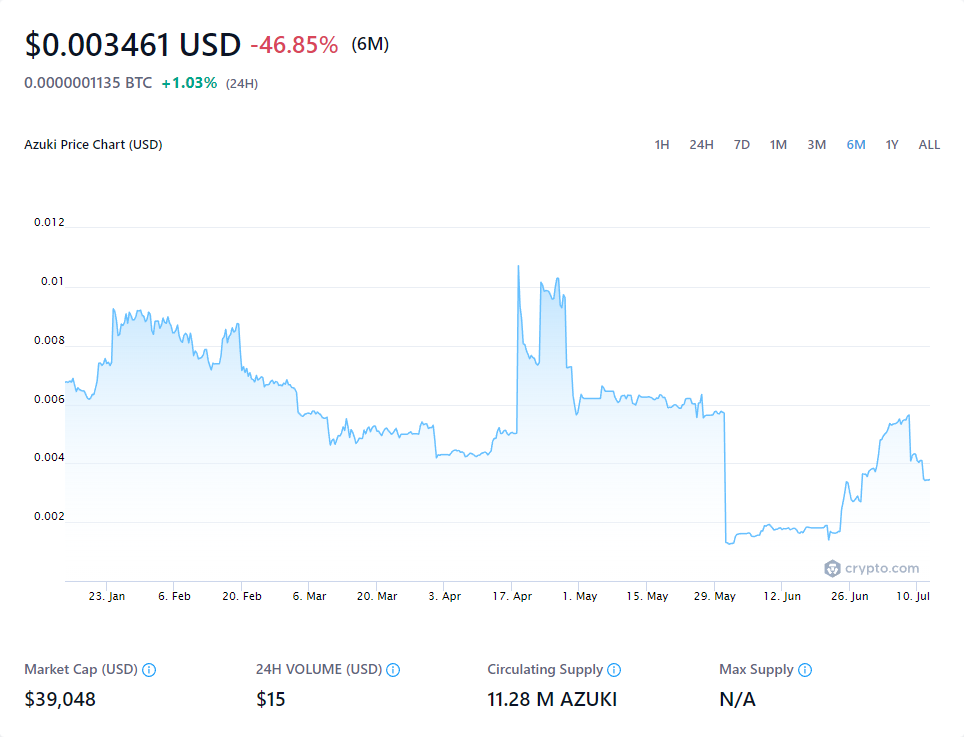 $0.003461 USD -46.85% (6M)
0.0000001135 BTC +1.03% (24H)
Azuki Price Chart (USD) 1H 24H 7D 1M 3M 6M 1Y ALL
0.012
0.01
0.008
0.006
0.004
0.002
crypto.com
23. Jan 6. Feb 20. Feb 6. Mar 20. Mar 3. Apr 17. Apr 1. May 15. May 29. May 12. Jun 26. Jun 10. Jul
Market Cap (USD) 24H VOLUME (USD) Circulating Supply Max Supply
$39,048 $15 11.28 M AZUKI N/A